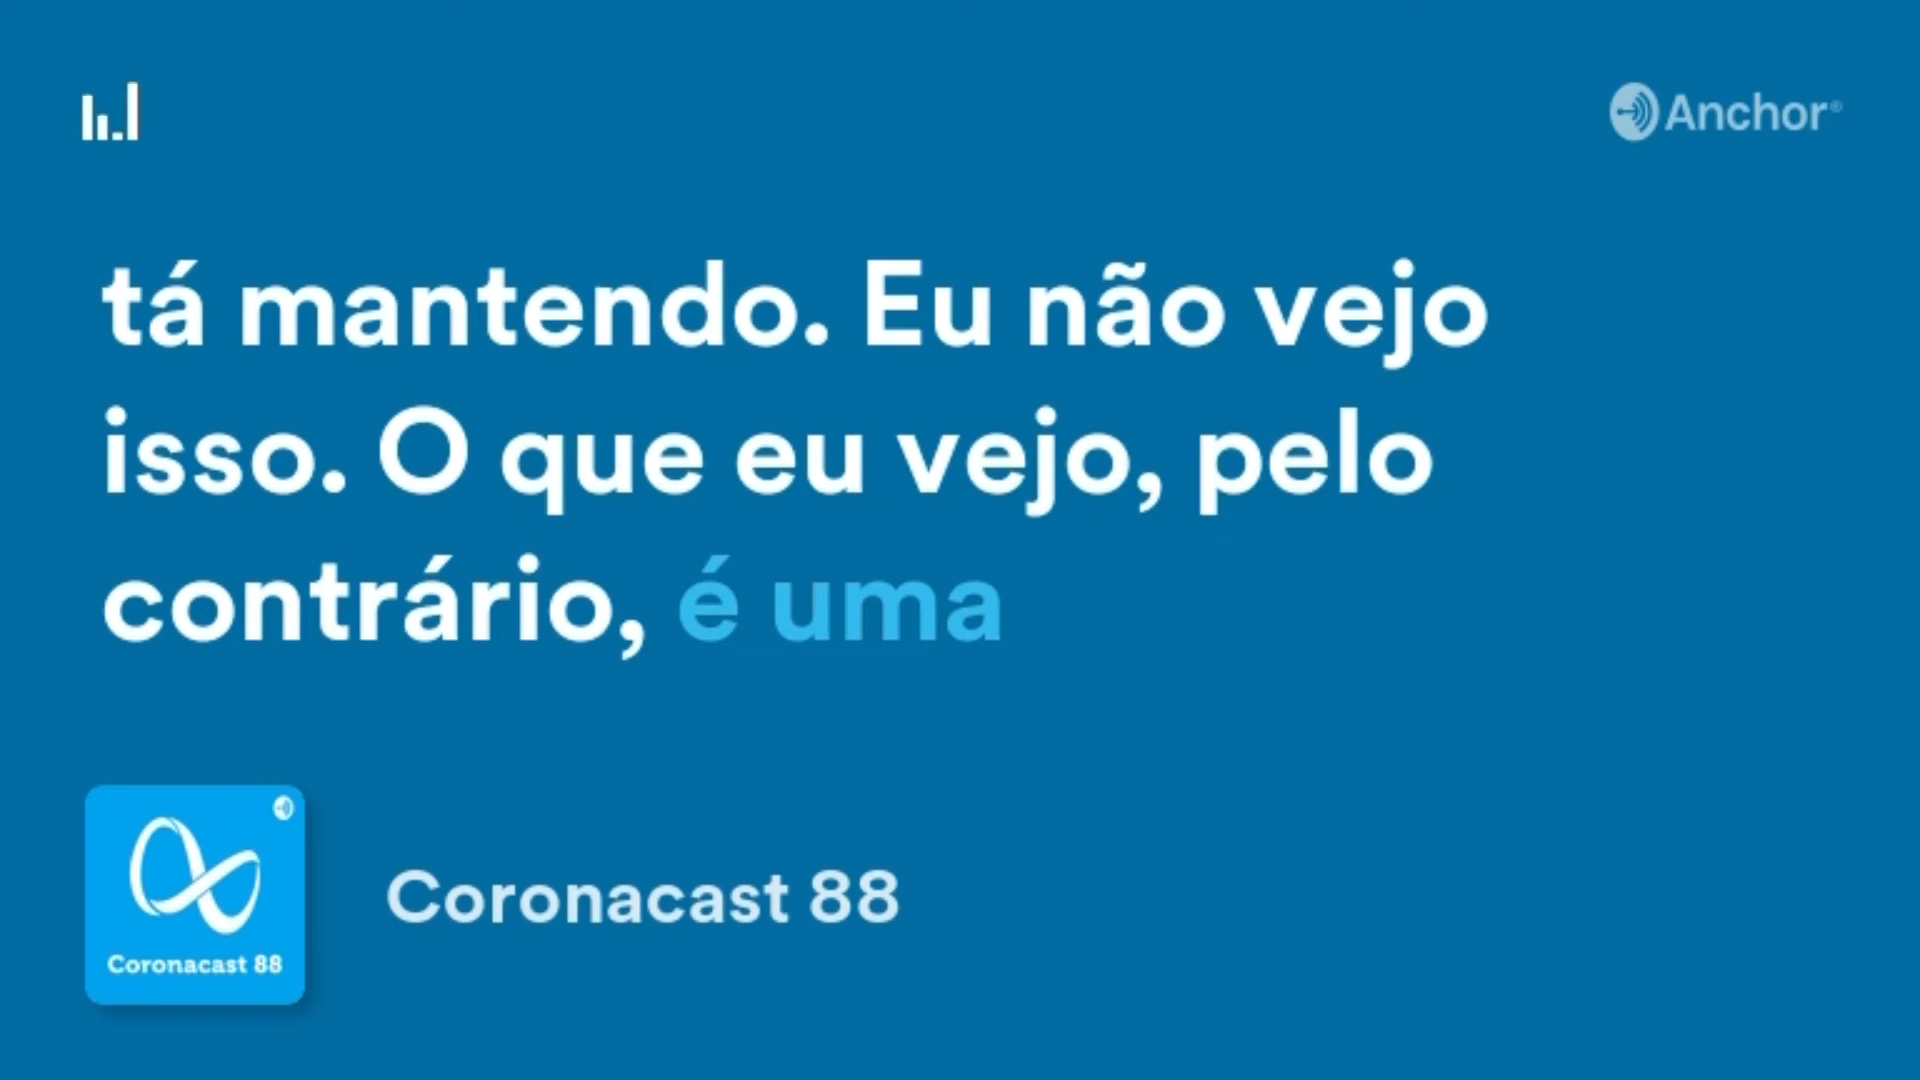 Anchor®
tá mantendo. Eu não vejo
isso. O que eu vejo, pelo
contrário, é uma
Coronacast 88
Coronacast 88